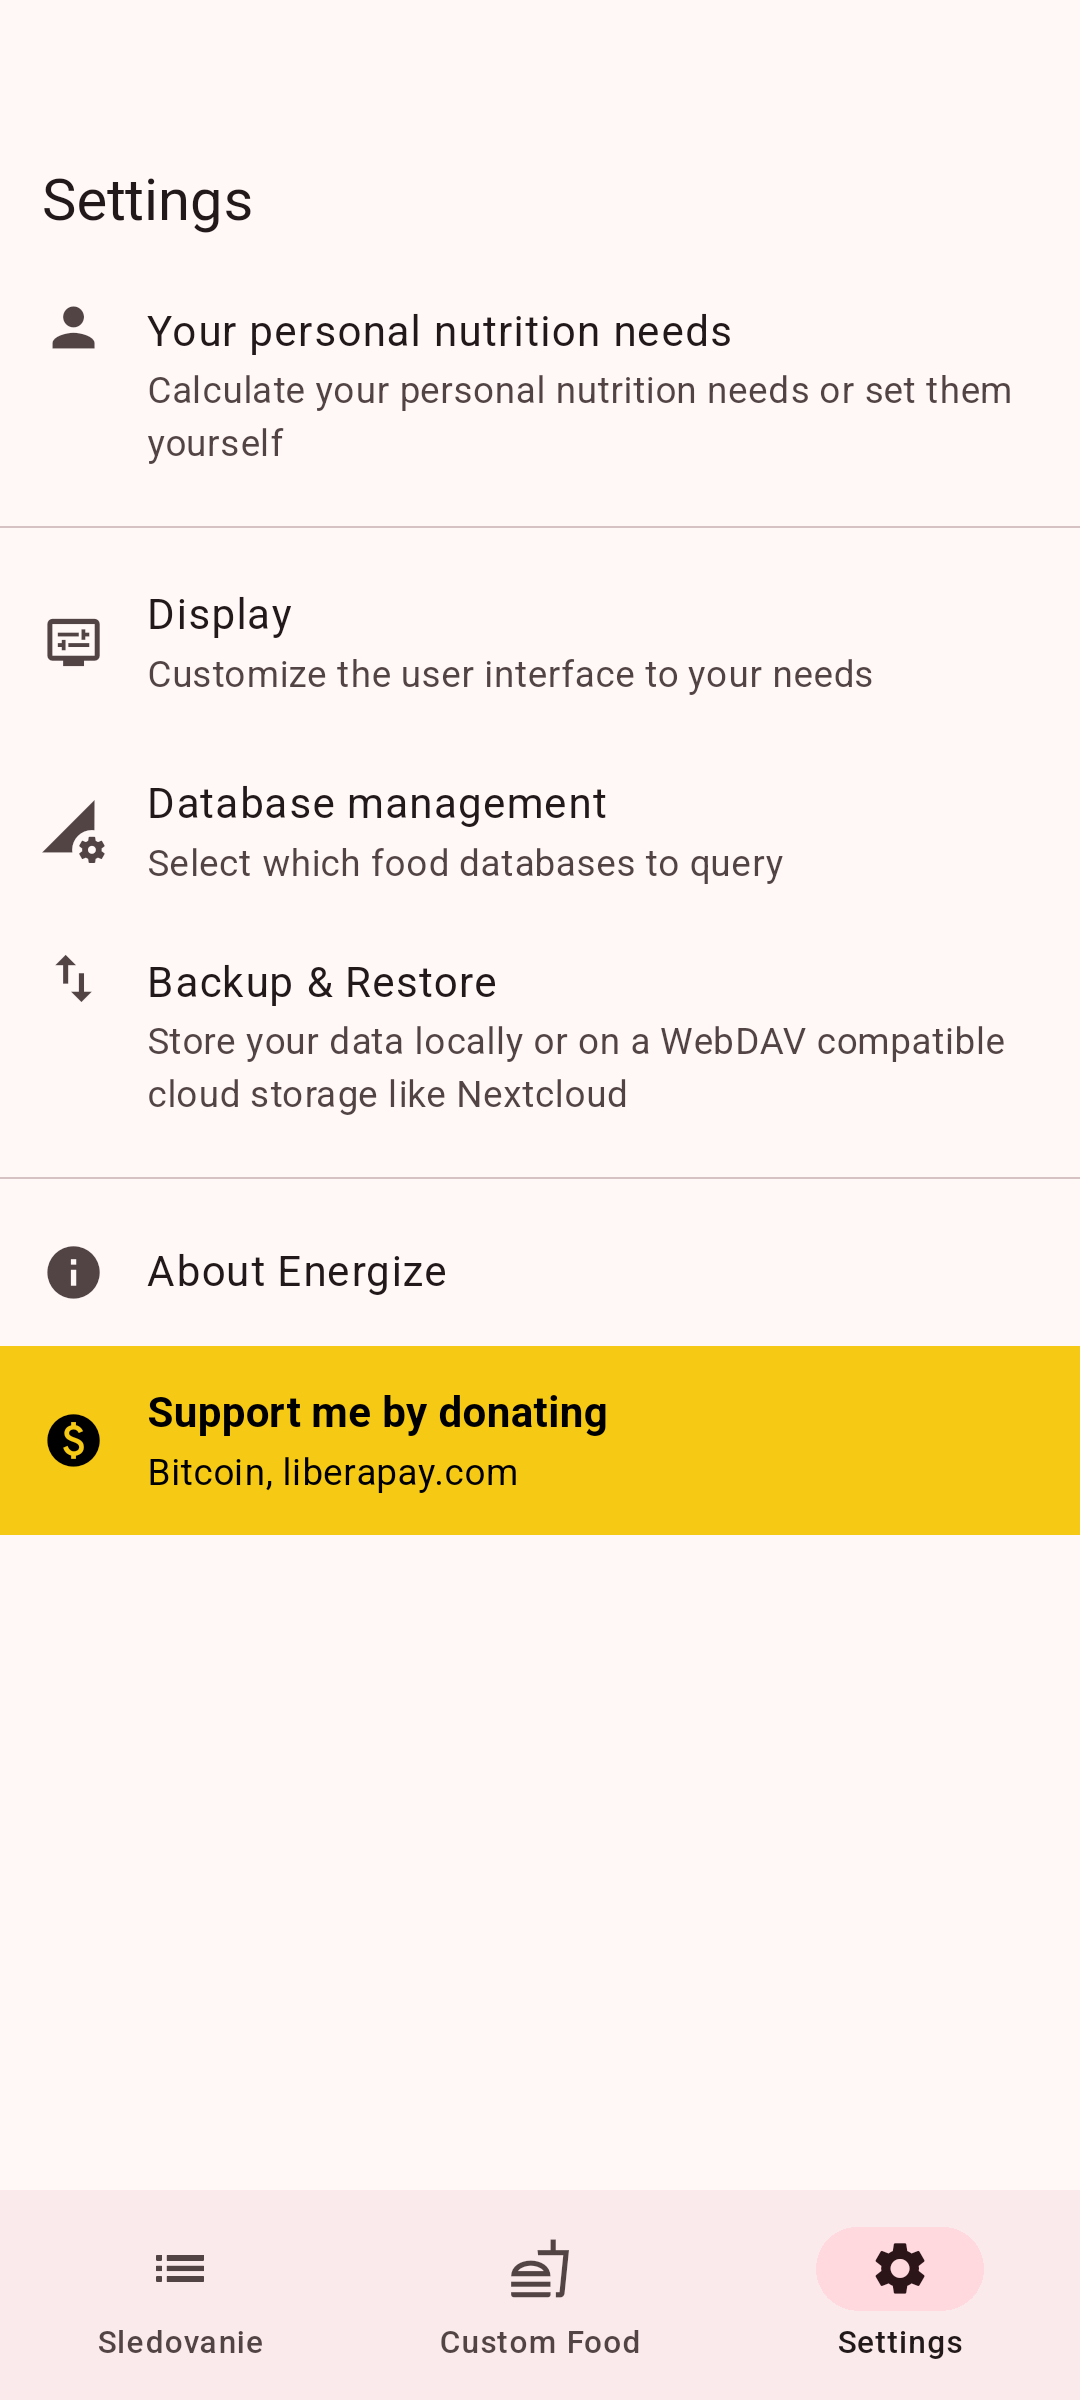 Settings
Your personal nutrition needs
Calculate your personal nutrition needs or set them
yourself
Display
Customize the user interface to your needs
Database management
Select which food databases to query
Backup & Restore
Store your data locally or on a WebDAV compatible
cloud storage like Nextcloud
About Energize
Support me by donating
Bitcoin, liberapay.com
Sledovanie
Custom Food
Settings